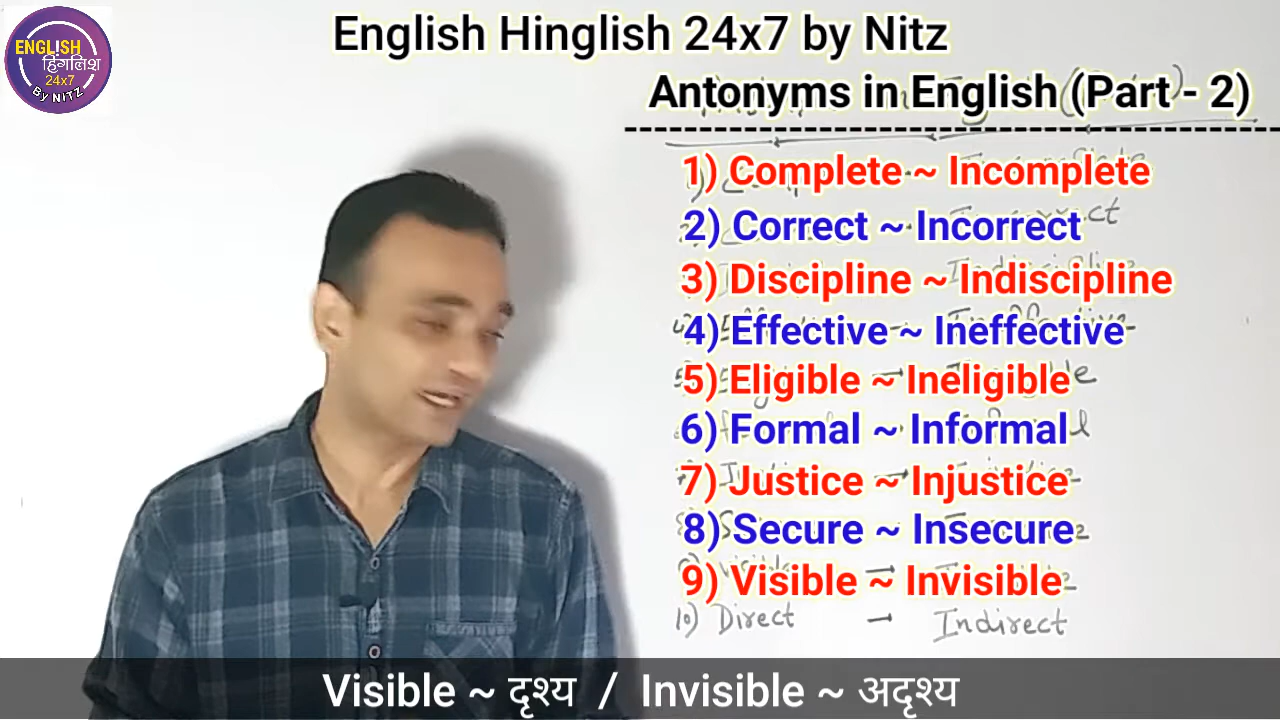 ENGLISH
हिंगलिश
24x7
By NITZ
English Hinglish 24x7 by Nitz
Antonyms in English (Part - 2)
1) Complete ~ Incomplete
2) Correct ~ Incorrect
3) Discipline ~ Indiscipline
4) Effective ~ Ineffective
5) Eligible ~ Ineligible
6) Formal ~ Informal
7) Justice ~ Injustice
8) Secure ~ Insecure
9) Visible ~ Invisible
10) Direct → Indirect
Visible ~ दृश्य / Invisible ~ अदृश्य